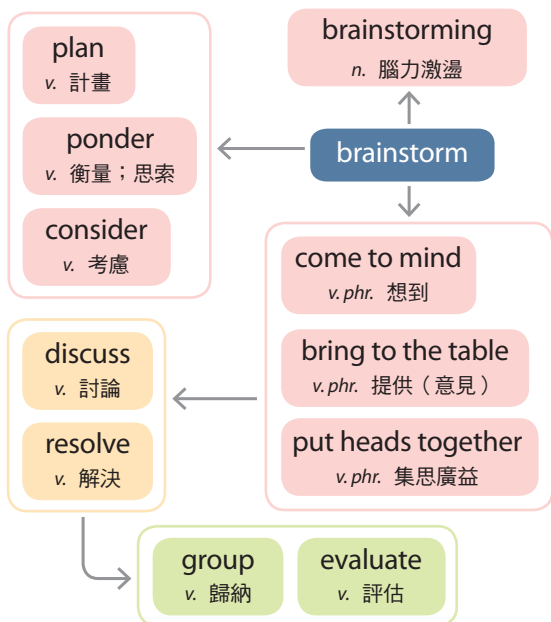 plan
v. 計畫
ponder
v. 衡量；思索
consider
v. 考慮
brainstorming
n. 腦力激盪
brainstorm
come to mind
v. phr. 想到
bring to the table
v. phr. 提供（意見）
put heads together
v. phr. 集思廣益
discuss
v. 討論
resolve
v. 解決
group
v. 歸納
evaluate
v. 評估